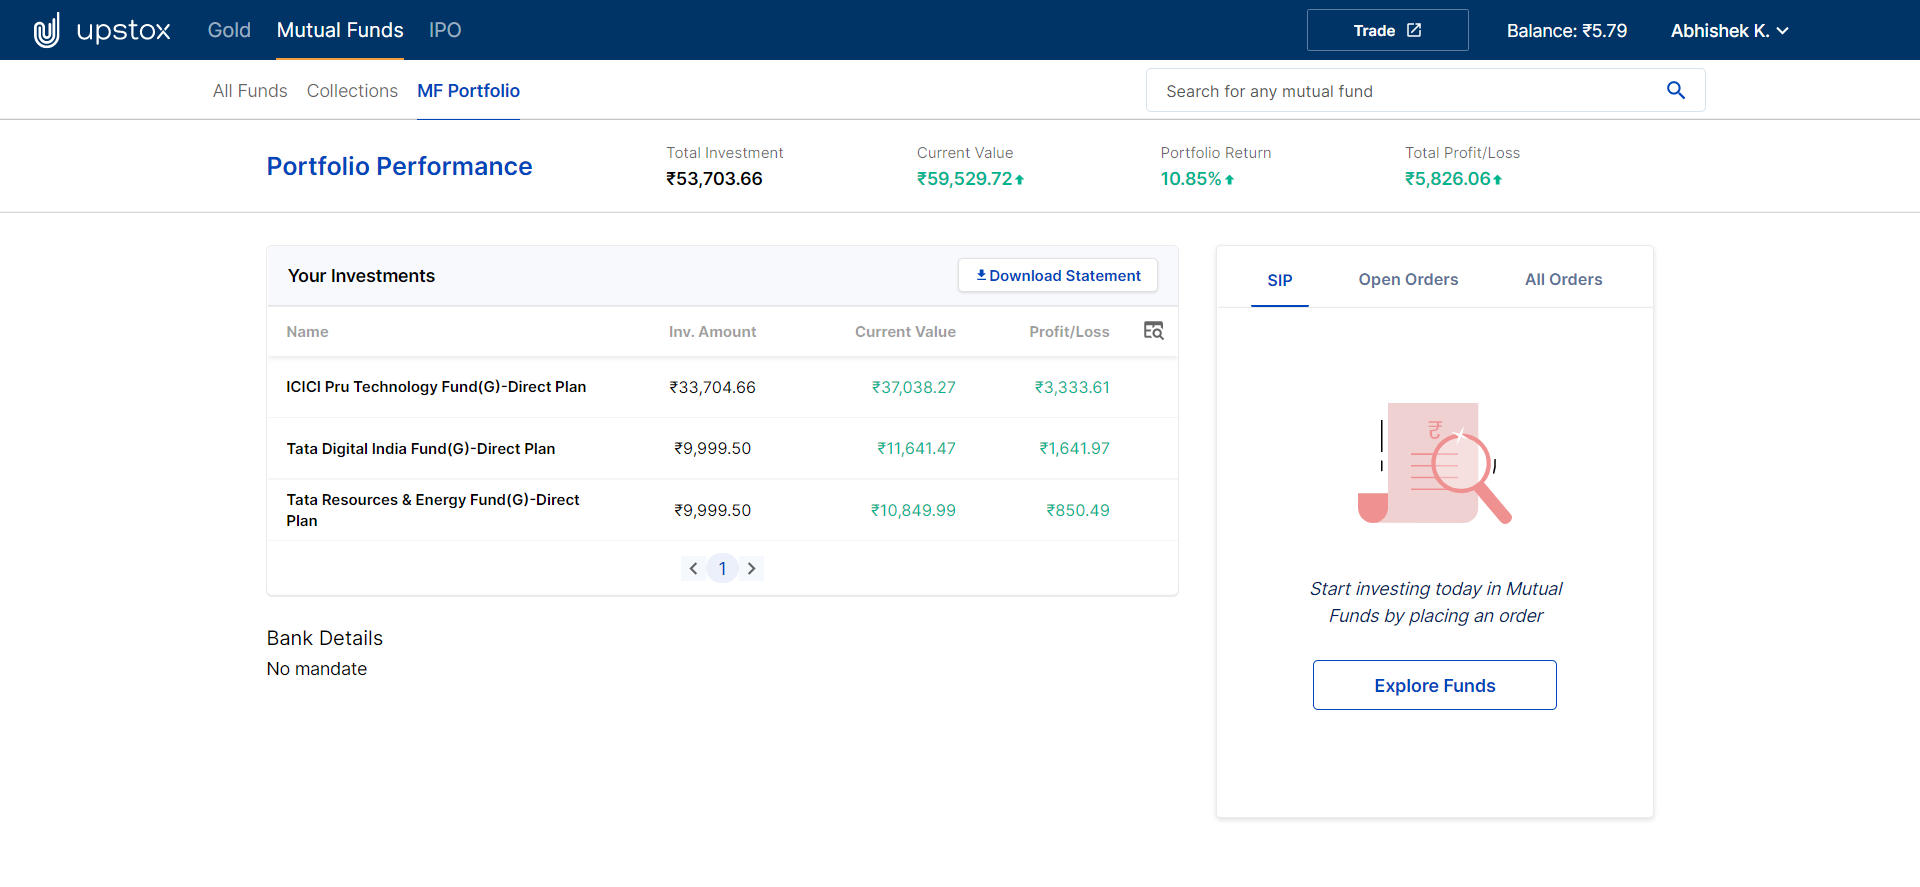 upstox Gold Mutual Funds IPO Trade Balance: ₹5.79 Abhishek K.
All Funds Collections MF Portfolio Search for any mutual fund
Portfolio Performance
Total Investment Current Value Portfolio Return Total Profit/Loss
₹53,703.66 ₹59,529.72 10.85% ₹5,826.06
Your Investments Download Statement
Name Inv. Amount Current Value Profit/Loss
ICICI Pru Technology Fund(G)-Direct Plan ₹33,704.66 ₹37,038.27 ₹3,333.61
Tata Digital India Fund(G)-Direct Plan ₹9,999.50 ₹11,641.47 ₹1,641.97
Tata Resources & Energy Fund(G)-Direct
Plan ₹9,999.50 ₹10,849.99 ₹850.49
1
Bank Details
No mandate
SIP Open Orders All Orders
₹
Start investing today in Mutual
Funds by placing an order
Explore Funds